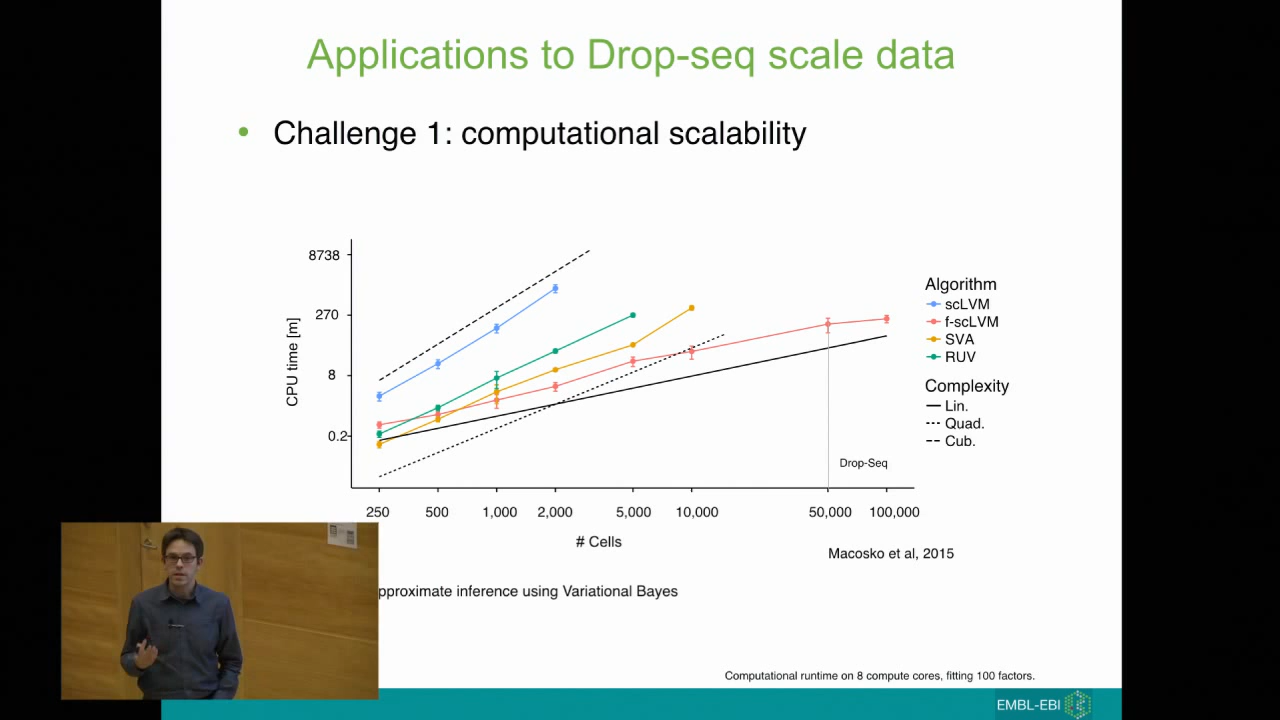 Applications to Drop-seq scale data
• Challenge 1: computational scalability
8738
270
8
0.2
CPU time [m]
250 500 1,000 2,000 5,000 10,000 50,000 100,000
# Cells
Drop-Seq
Algorithm
scLVM
f-scLVM
SVA
RUV
Complexity
Lin.
Quad.
Cub.
Macosko et al, 2015
pproximate inference using Variational Bayes
Computational runtime on 8 compute cores, fitting 100 factors.
EMBL-EBI